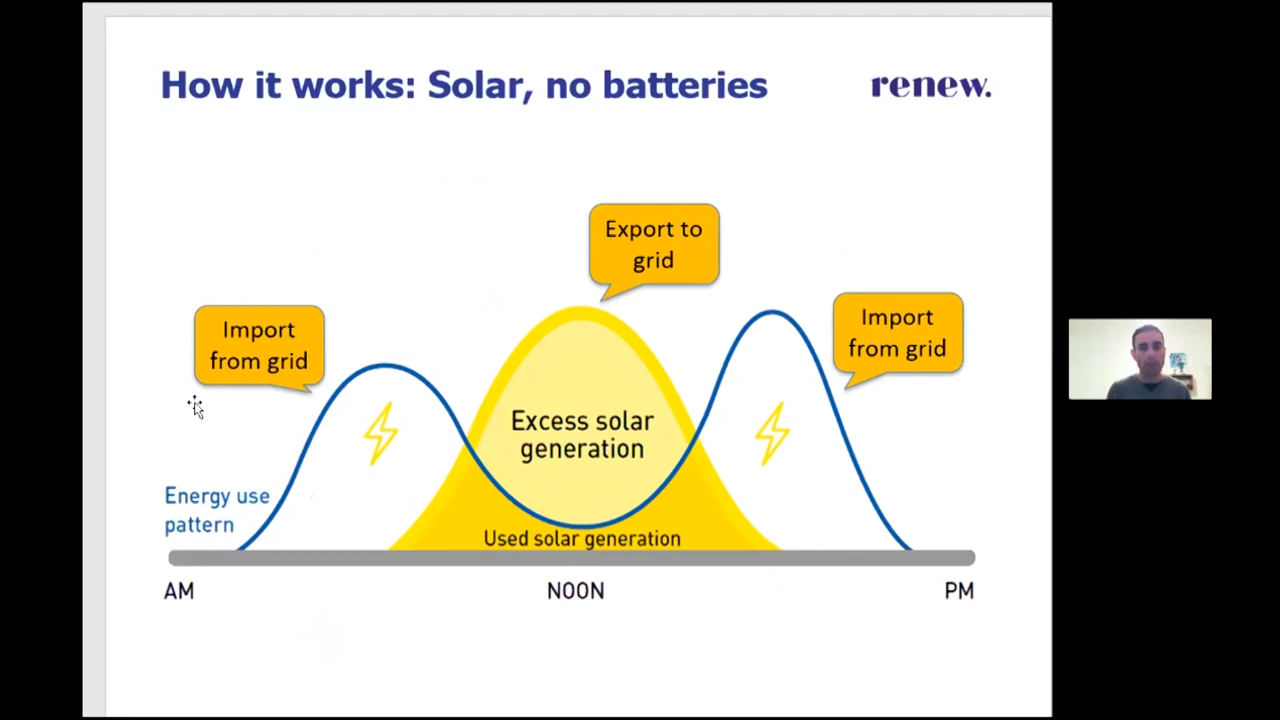 How it works: Solar, no batteries
renew.
Export to
grid
Import
from grid
Import
from grid
Excess solar
generation
Energy use
pattern
Used solar generation
AM
NOON
PM